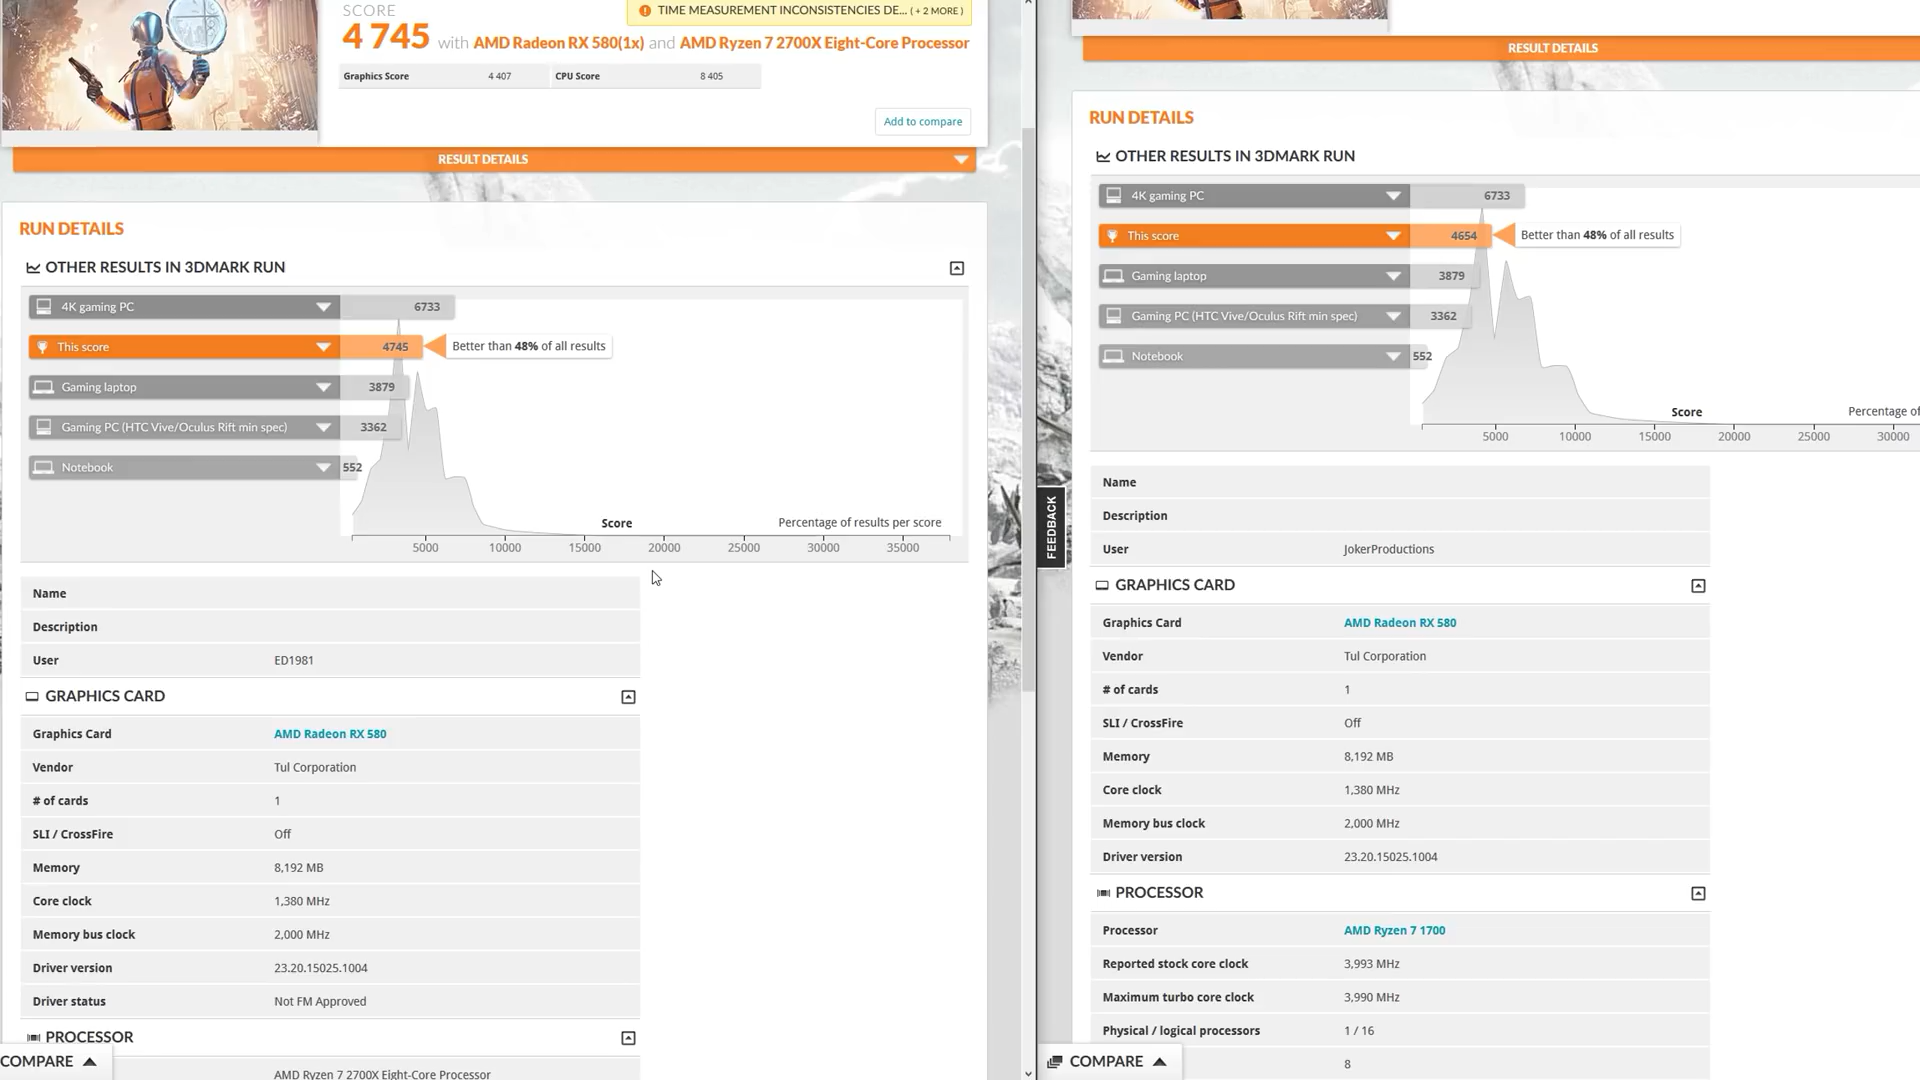 SCORE
4 745 with AMD Radeon RX 580(1x) and AMD Ryzen 7 2700X Eight-Core Processor
TIME MEASUREMENT INCONSISTENCIES DE... ( + 2 MORE )
Graphics Score 4 407 CPU Score 8 405
Add to compare
RESULT DETAILS
RUN DETAILS
OTHER RESULTS IN 3DMARK RUN
4K gaming PC 6733
This score 4745 Better than 48% of all results
Gaming laptop 3879
Gaming PC (HTC Vive/Oculus Rift min spec) 3362
Notebook 552
Score Percentage of results per score
5000 10000 15000 20000 25000 30000 35000
Name
Description
User ED1981
GRAPHICS CARD
Graphics Card AMD Radeon RX 580
Vendor Tul Corporation
# of cards 1
SLI / CrossFire Off
Memory 8,192 MB
Core clock 1,380 MHz
Memory bus clock 2,000 MHz
Driver version 23.20.15025.1004
Driver status Not FM Approved
PROCESSOR
COMPARE
AMD Ryzen 7 2700X Eight-Core Processor
RESULT DETAILS
RUN DETAILS
OTHER RESULTS IN 3DMARK RUN
4K gaming PC 6733
This score 4654 Better than 48% of all results
Gaming laptop 3879
Gaming PC (HTC Vive/Oculus Rift min spec) 3362
Notebook 552
Score Percentage of
5000 10000 15000 20000 25000 30000
FEEDBACK
Name
Description
User JokerProductions
GRAPHICS CARD
Graphics Card AMD Radeon RX 580
Vendor Tul Corporation
# of cards 1
SLI / CrossFire Off
Memory 8,192 MB
Core clock 1,380 MHz
Memory bus clock 2,000 MHz
Driver version 23.20.15025.1004
PROCESSOR
Processor AMD Ryzen 7 1700
Reported stock core clock 3,993 MHz
Maximum turbo core clock 3,990 MHz
Physical / logical processors 1 / 16
8
COMPARE